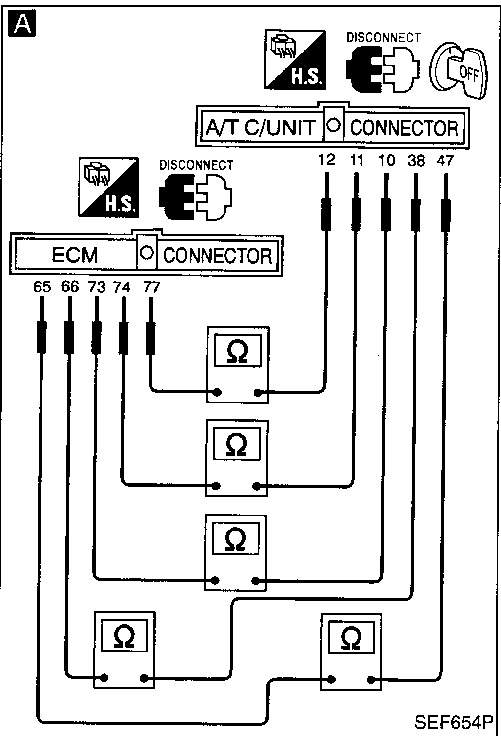 A
DISCONNECT
H.S.
OFF
A/T C/UNIT CONNECTOR
12 11 10 38 47
DISCONNECT
H.S.
ECM CONNECTOR
65 66 73 74 77
Ω
Ω
Ω
Ω Ω
SEF654P